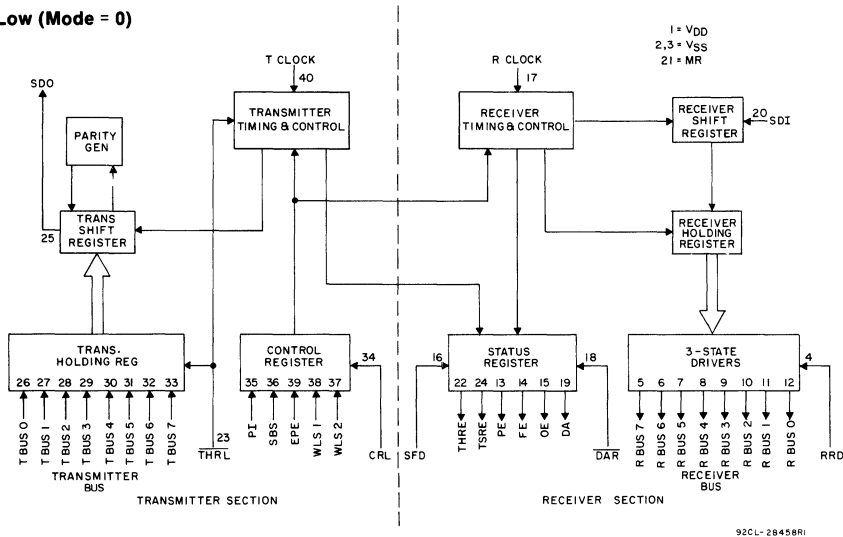 Low (Mode = 0)
1 = VDD
2,3 = VSS
21 = MR
T CLOCK
40
R CLOCK
17
SDO
TRANSMITTER
TIMING & CONTROL
RECEIVER
TIMING & CONTROL
RECEIVER
SHIFT
REGISTER
20
SDI
PARITY
GEN
25
TRANS
SHIFT
REGISTER
RECEIVER
HOLDING
REGISTER
TRANS.
HOLDING REG
26 27 28 29 30 31 32 33
CONTROL
REGISTER
35 36 39 38 37
34
16
STATUS
REGISTER
22 24 13 14 15 19
18
3-STATE
DRIVERS
5 6 7 8 9 10 11 12
4
T BUS 0
T BUS 1
T BUS 2
T BUS 3
T BUS 4
T BUS 5
T BUS 6
T BUS 7
23
THRL
PI
SBS
EPE
WLS 1
WLS 2
CRL
SFD
THRE
TSRE
PE
FE
OE
DA
DAR
R BUS 7
R BUS 6
R BUS 5
R BUS 4
R BUS 3
R BUS 2
R BUS 1
R BUS 0
RRD
TRANSMITTER
BUS
RECEIVER
BUS
TRANSMITTER SECTION
RECEIVER SECTION
92CL-28458R1